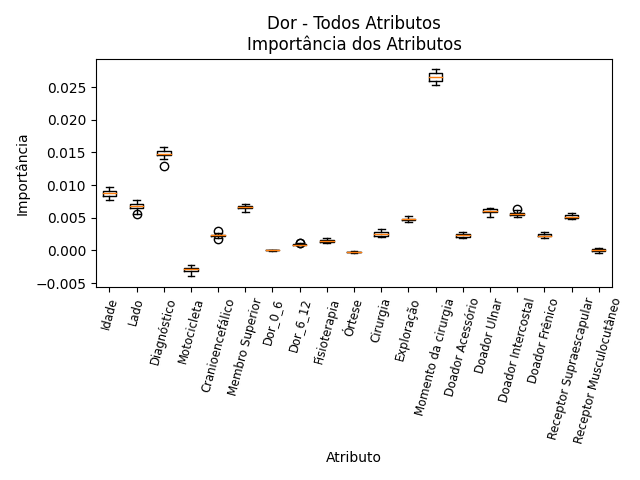 Dor - Todos Atributos
Importância dos Atributos
Importância
0.025
0.020
0.015
0.010
0.005
0.000
−0.005
Idade
Lado
Diagnóstico
Motocicleta
Cranioencefálico
Membro Superior
Dor_0_6
Dor_6_12
Fisioterapia
Órtese
Cirurgia
Exploração
Momento da cirurgia
Doador Acessório
Doador Ulnar
Doador Intercostal
Doador Frênico
Receptor Supraescapular
Receptor Musculocutâneo
Atributo